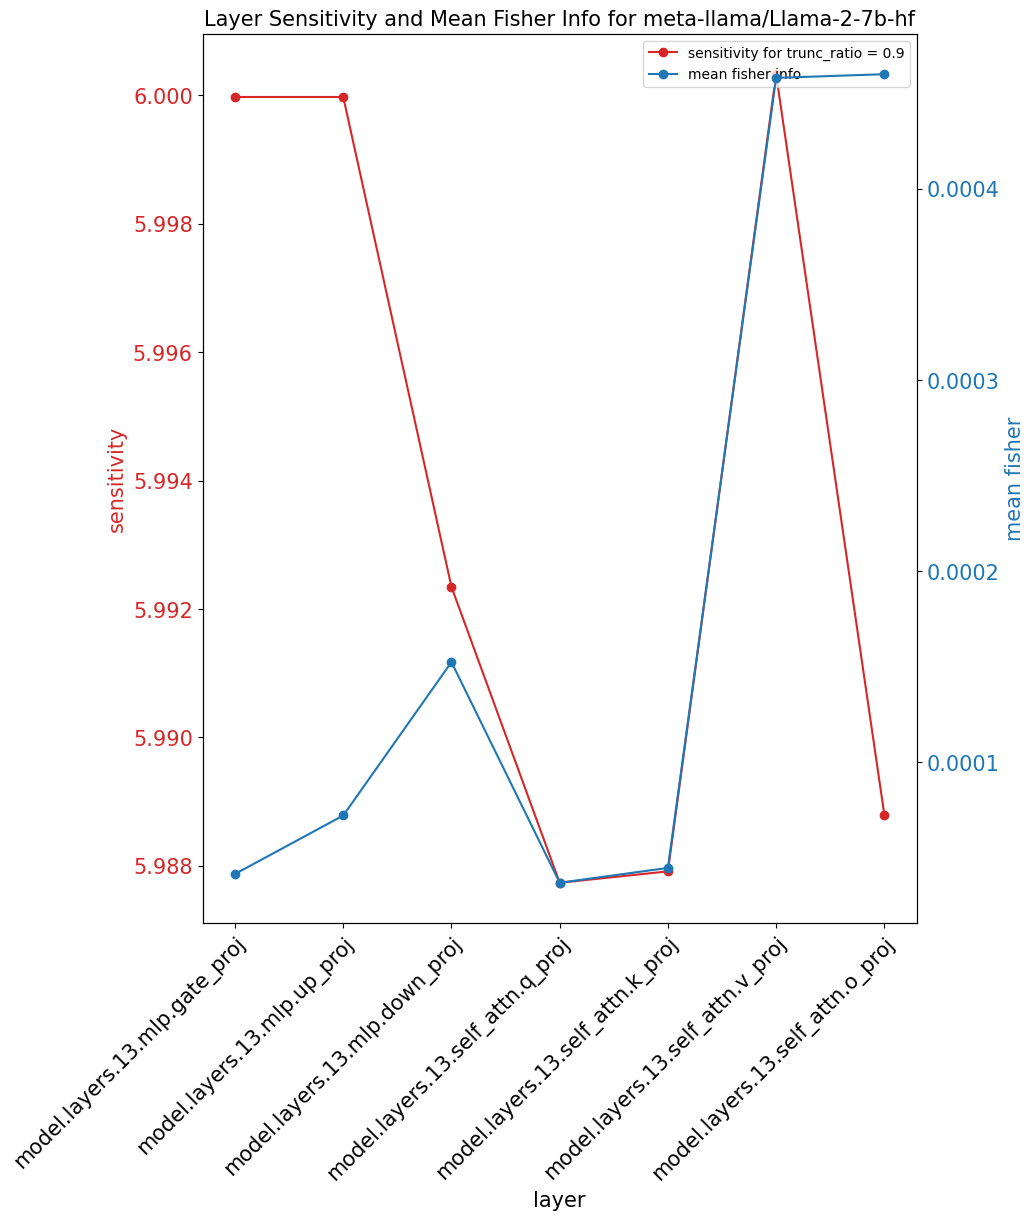 Layer Sensitivity and Mean Fisher Info for meta-llama/Llama-2-7b-hf
sensitivity for trunc_ratio = 0.9
mean fisher info
6.000
5.998
5.996
5.994
5.992
5.990
5.988
sensitivity
0.0004
0.0003
0.0002
0.0001
mean fisher
model.layers.13.mlp.gate_proj
model.layers.13.mlp.up_proj
model.layers.13.mlp.down_proj
model.layers.13.self_attn.q_proj
model.layers.13.self_attn.k_proj
model.layers.13.self_attn.v_proj
model.layers.13.self_attn.o_proj
layer